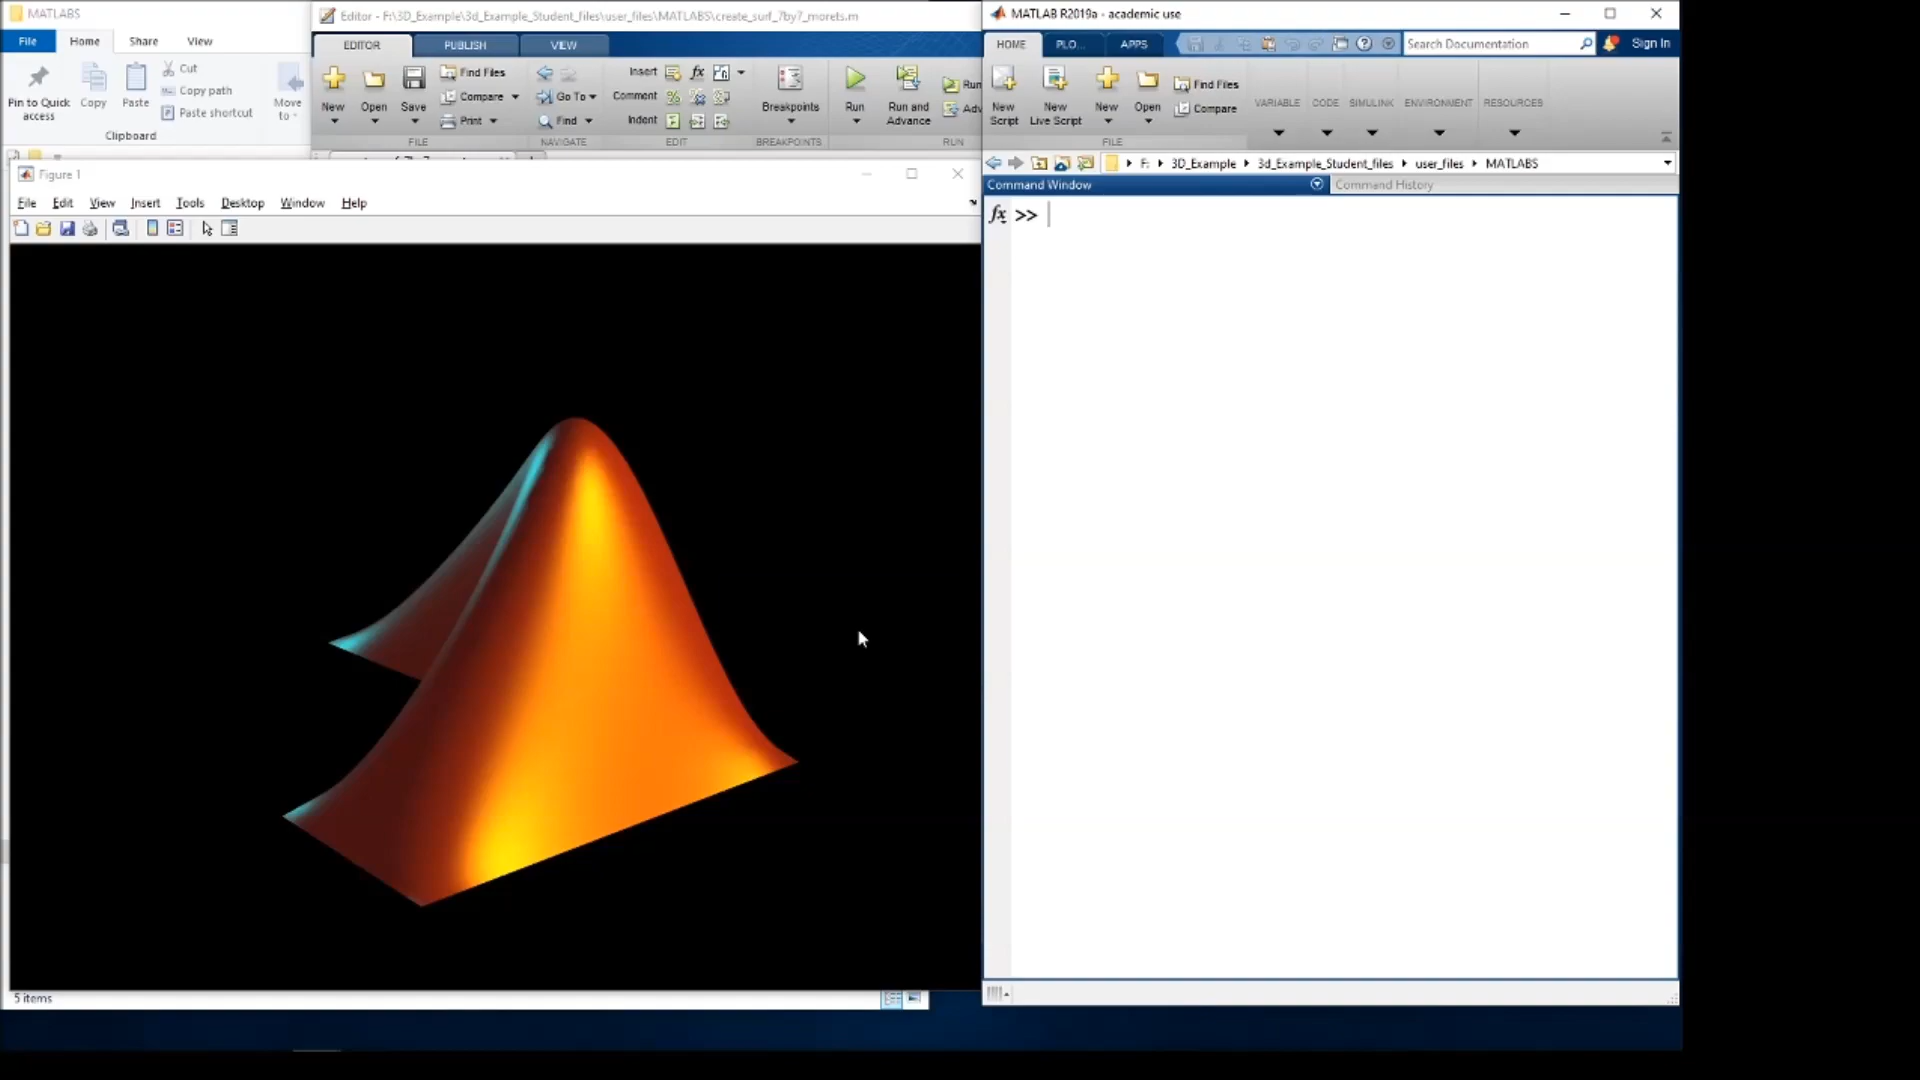 MATLABS
File Home Share View
Pin to Quick access
Copy
Paste
Cut
Copy path
Paste shortcut
Move to
Clipboard
Editor - F:\3D_Example\3d_Example_Student_files\user_files\MATLABS\create_surf_7by7_morets.m
EDITOR PUBLISH VIEW
New Open Save
Find Files
Compare
Print
FILE
Go To
Find
NAVIGATE
Insert
Comment
Indent
EDIT
Breakpoints
BREAKPOINTS
Run
Run and Advance
Run
Adv
RUN
MATLAB R2019a - academic use
HOME PLO... APPS
Search Documentation
Sign In
New Script
New Live Script
New
Open
Find Files
Compare
FILE
VARIABLE CODE SIMULINK ENVIRONMENT RESOURCES
F: 3D_Example 3d_Example_Student_files user_files MATLABS
Command Window
Command History
fx >>
Figure 1
File Edit View Insert Tools Desktop Window Help
5 items